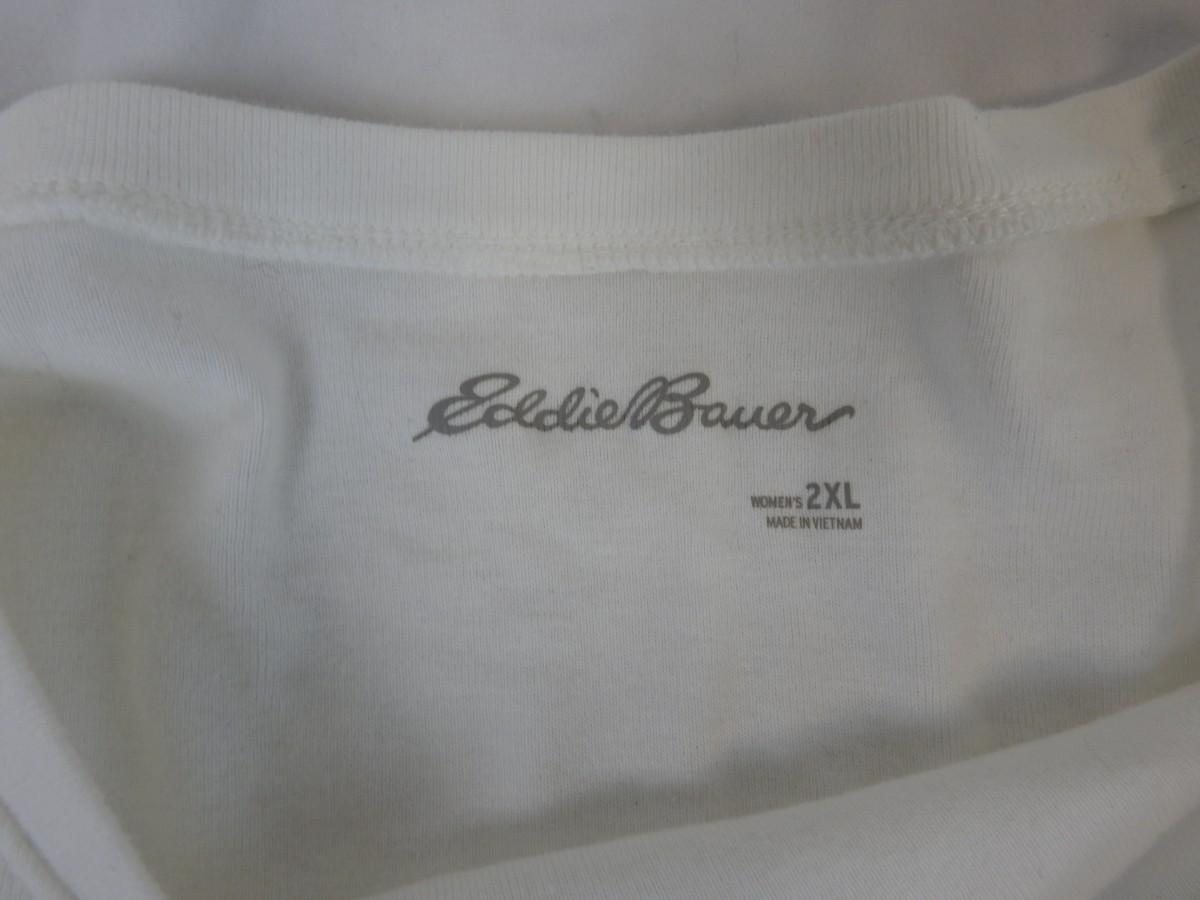 Eddie Bauer
WOMEN'S 2XL
MADE IN VIETNAM